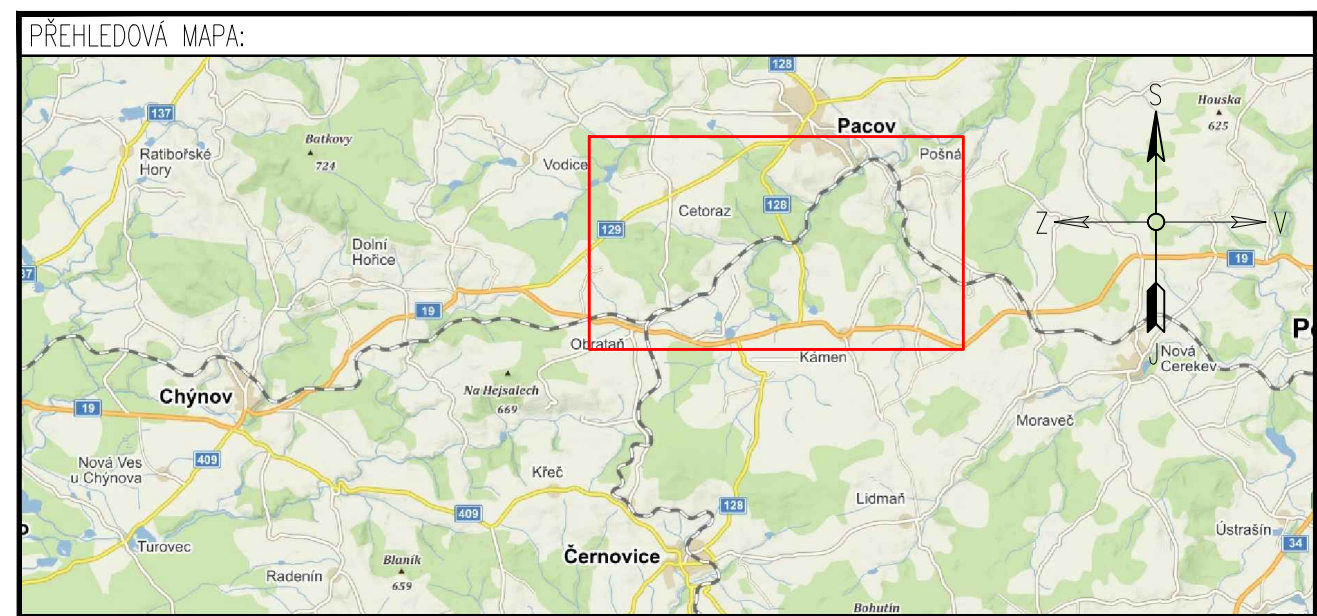 PŘEHLEDOVÁ MAPA:
128
S
Houska
625
137
Pacov
Batkovy
724
Ratibořské
Hory
Vodice
Pošná
Cetoraz
128
129
Z
V
Dolní
Hořice
19
37
19
Obrataň
Kámen
J
Nová
Cerekev
Na Hejsalech
669
Chýnov
19
Moraveč
Nová Ves
u Chýnova
409
Křeč
409
128
Lidmaň
Ústrašín
34
Turovec
Černovice
Radenín
Blaník
659
Bohutín